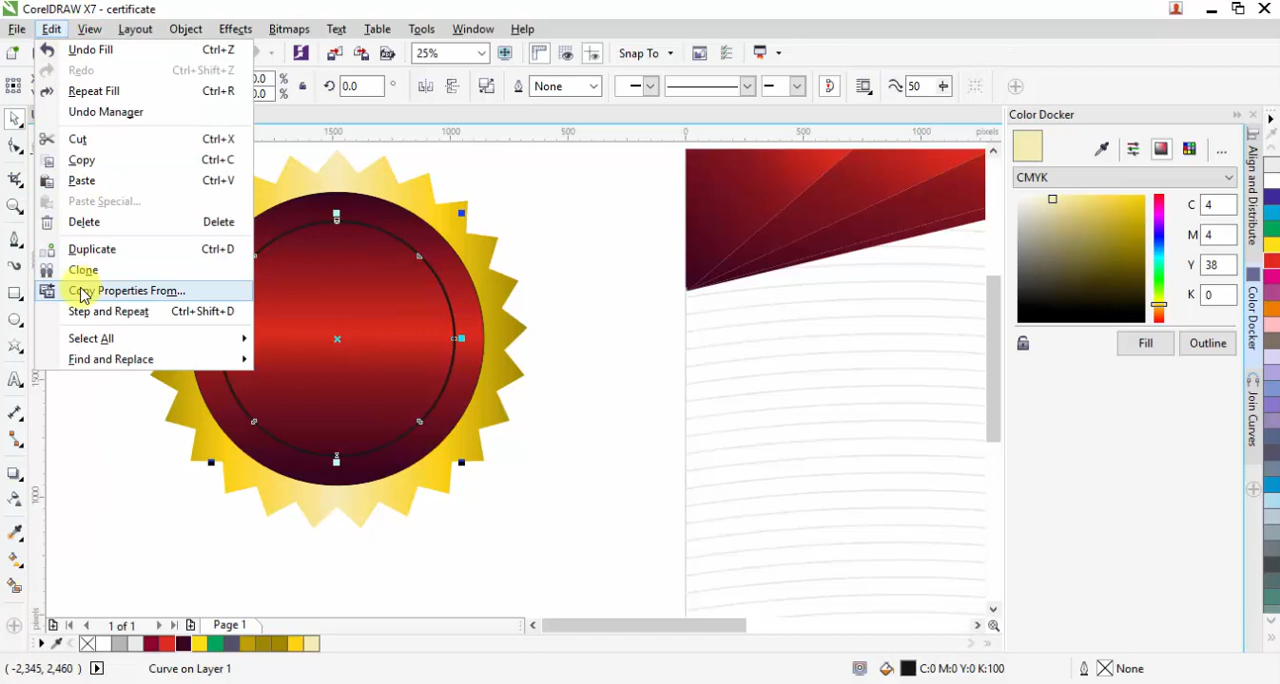 CorelDRAW X7 - certificate
File Edit View Layout Object Effects Bitmaps Text Table Tools Window Help
Undo Fill Ctrl+Z
25%
Snap To
Redo Ctrl+Shift+Z
Repeat Fill Ctrl+R
0.0 %
%
0.0 °
None
50
Undo Manager
Color Docker
1500 1000 500 0 500 1000 pixels
Cut Ctrl+X
Copy Ctrl+C
Paste Ctrl+V
Paste Special...
Delete Delete
Duplicate Ctrl+D
Clone
Copy Properties From...
Step and Repeat Ctrl+Shift+D
Select All
Find and Replace
CMYK
C 4
M 4
Y 38
K 0
Fill Outline
Align and Distribute
Color Docker
Join Curves
1500
1000
pixels
1 of 1 Page 1
( -2,345, 2,460 ) Curve on Layer 1 C:0 M:0 Y:0 K:100 None